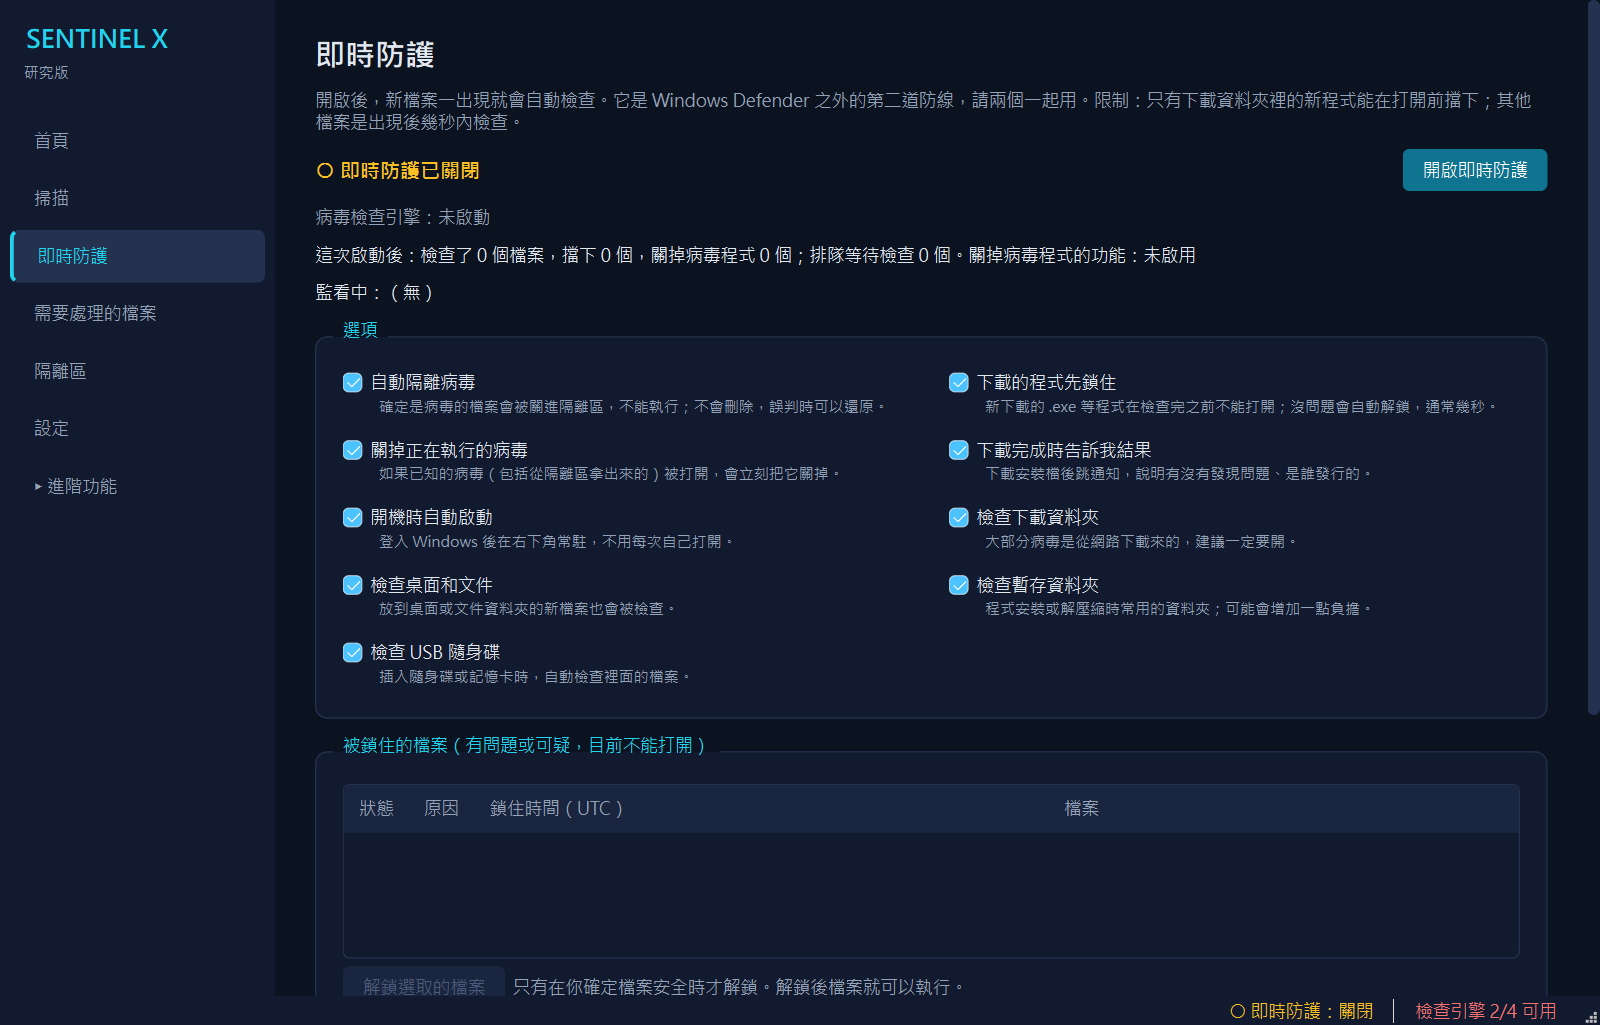 SENTINEL X
研究版
首頁
掃描
即時防護
需要處理的檔案
隔離區
設定
▸ 進階功能
即時防護
開啟後，新檔案一出現就會自動檢查。它是 Windows Defender 之外的第二道防線，請兩個一起用。限制：只有下載資料夾裡的新程式能在打開前擋下；其他
檔案是出現後幾秒內檢查。
即時防護已關閉
開啟即時防護
病毒檢查引擎：未啟動
這次啟動後：檢查了 0 個檔案，擋下 0 個，關掉病毒程式 0 個；排隊等待檢查 0 個。關掉病毒程式的功能：未啟用
監看中：（無）
選項
自動隔離病毒
確定是病毒的檔案會被關進隔離區，不能執行；不會刪除，誤判時可以還原。
下載的程式先鎖住
新下載的 .exe 等程式在檢查完之前不能打開；沒問題會自動解鎖，通常幾秒。
關掉正在執行的病毒
如果已知的病毒（包括從隔離區拿出來的）被打開，會立刻把它關掉。
下載完成時告訴我結果
下載安裝檔後跳通知，說明有沒有發現問題、是誰發行的。
開機時自動啟動
登入 Windows 後在右下角常駐，不用每次自己打開。
檢查下載資料夾
大部分病毒是從網路下載來的，建議一定要開。
檢查桌面和文件
放到桌面或文件資料夾的新檔案也會被檢查。
檢查暫存資料夾
程式安裝或解壓縮時常用的資料夾；可能會增加一點負擔。
檢查 USB 隨身碟
插入隨身碟或記憶卡時，自動檢查裡面的檔案。
被鎖住的檔案（有問題或可疑，目前不能打開）
狀態 原因 鎖住時間（UTC） 檔案
解鎖選取的檔案 只有在你確定檔案安全時才解鎖。解鎖後檔案就可以執行。
即時防護：關閉 檢查引擎 2/4 可用